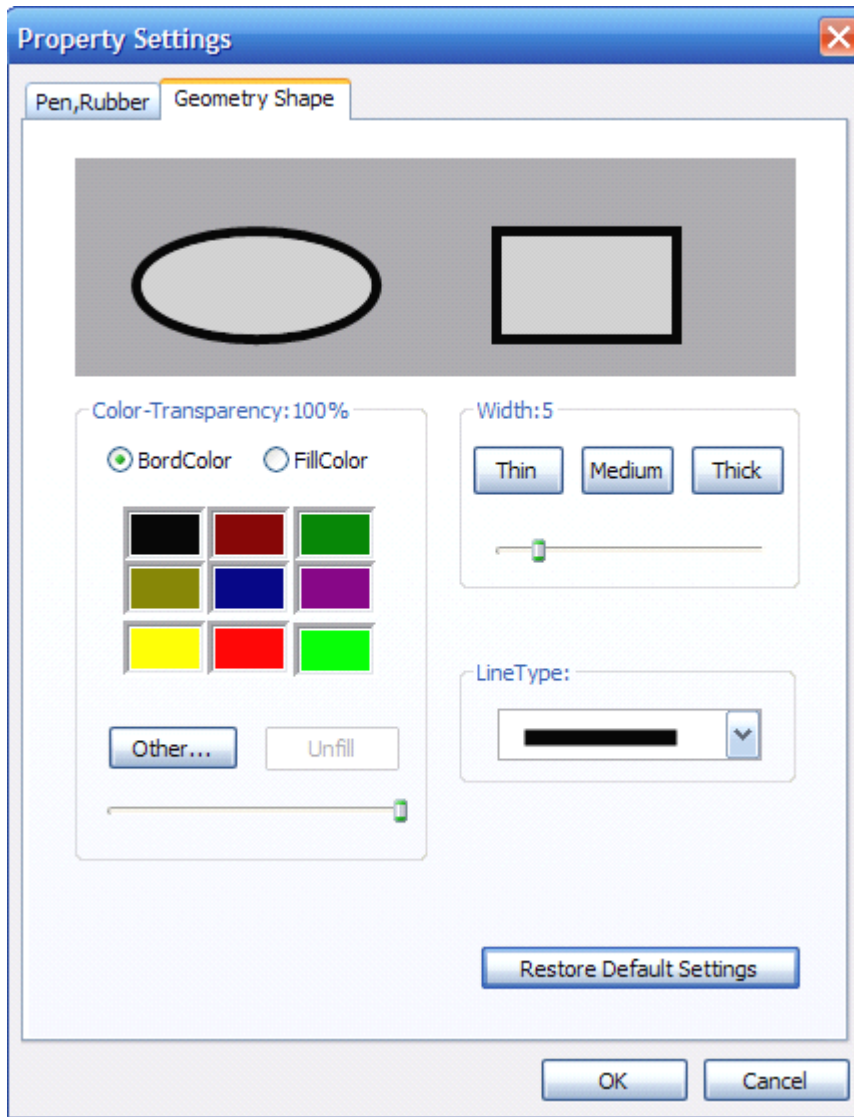 Property Settings
Pen,Rubber
Geometry Shape
Color-Transparency:100%
BordColor
FillColor
Other...
Unfill
Width:5
Thin
Medium
Thick
LineType:
Restore Default Settings
OK
Cancel